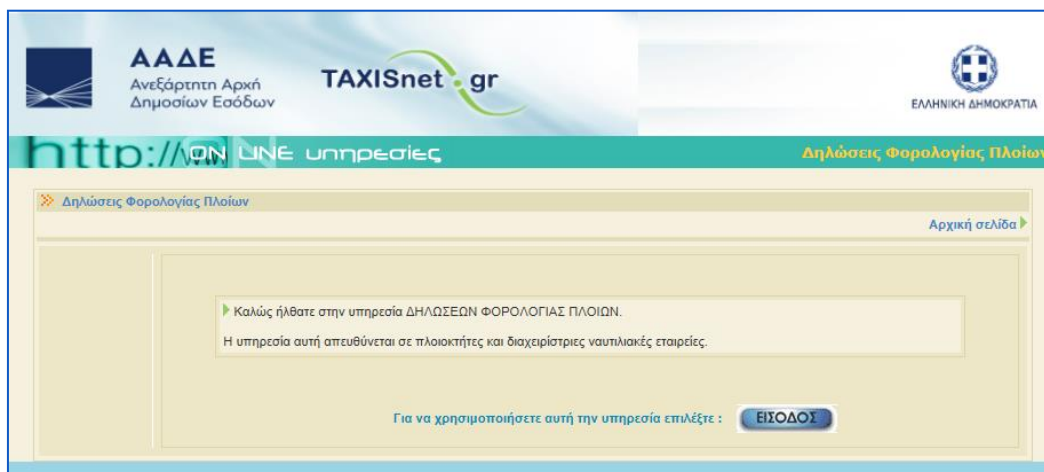 ΑΑΔΕ
Ανεξάρτητη Αρχή
Δημοσίων Εσόδων
TAXISnet.gr
ΕΛΛΗΝΙΚΗ ΔΗΜΟΚΡΑΤΙΑ
http://www
ON LINE υπηρεσίες
Δηλώσεις Φορολογίας Πλοίων
Δηλώσεις Φορολογίας Πλοίων
Αρχική σελίδα
Καλώς ήλθατε στην υπηρεσία ΔΗΛΩΣΕΩΝ ΦΟΡΟΛΟΓΙΑΣ ΠΛΟΙΩΝ.
Η υπηρεσία αυτή απευθύνεται σε πλοιοκτήτες και διαχειρίστριες ναυτιλιακές εταιρείες.
Για να χρησιμοποιήσετε αυτή την υπηρεσία επιλέξτε :
ΕΙΣΟΔΟΣ